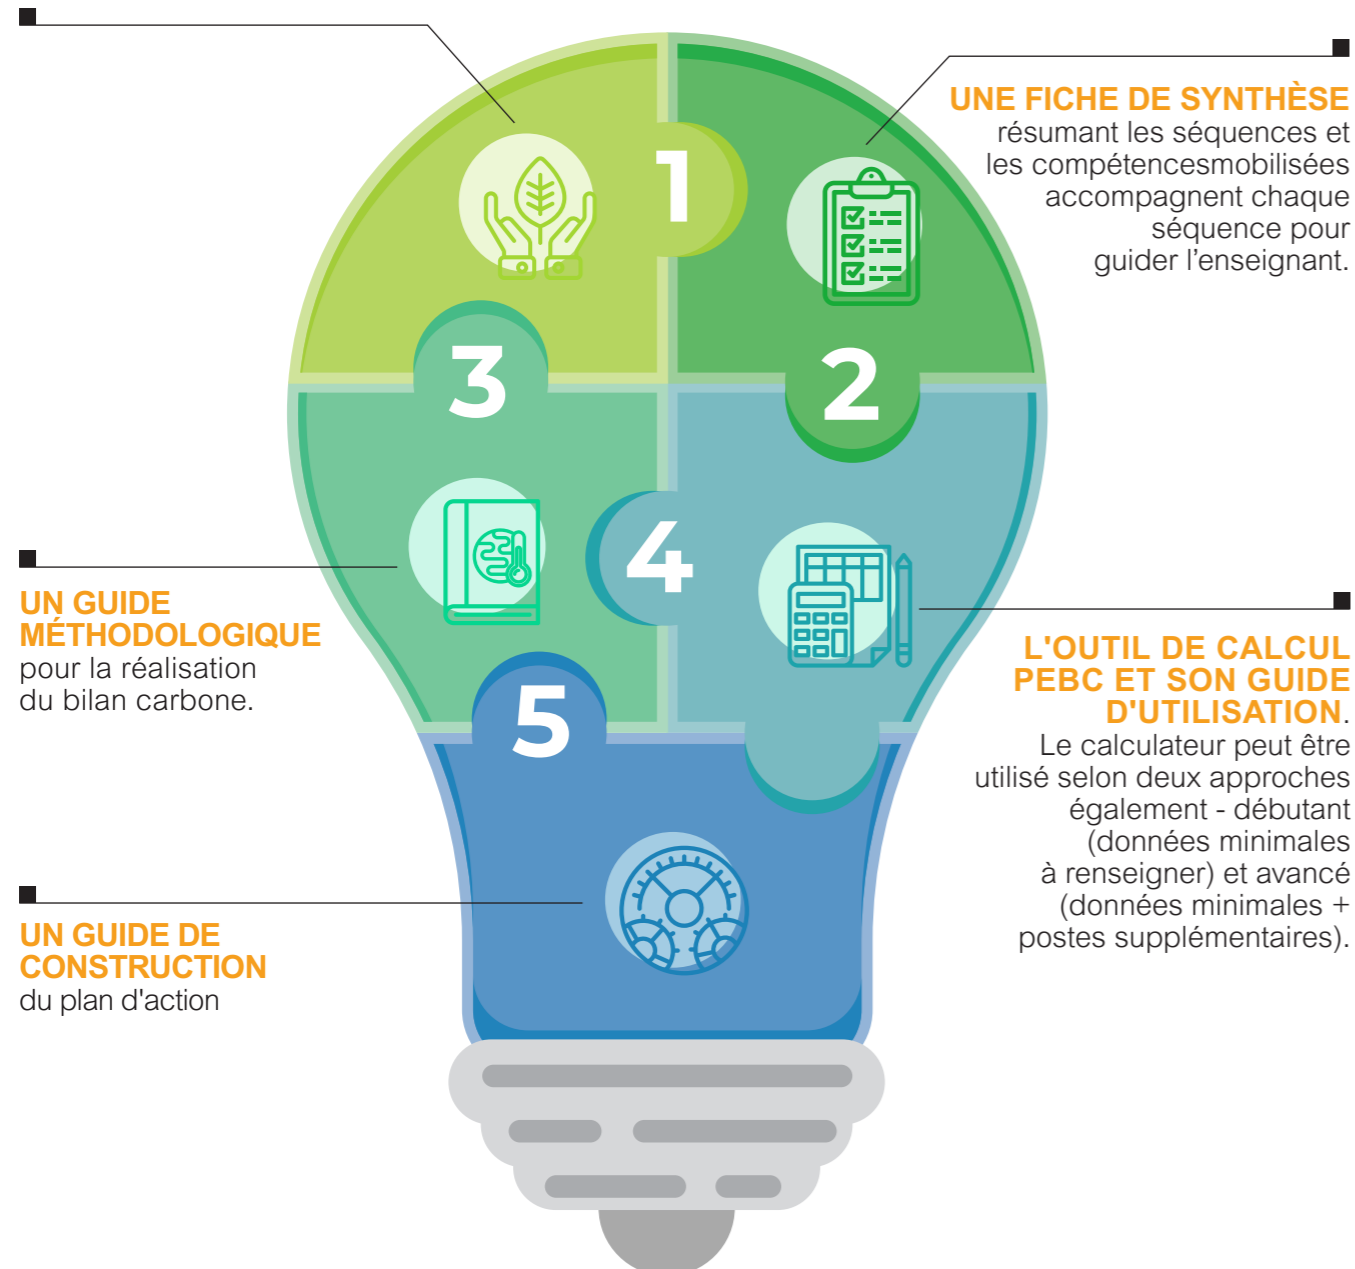 1
UNE FICHE DE SYNTHÈSE
résumant les séquences et
les compétencesmobilisées
accompagnent chaque
séquence pour
guider l’enseignant.
2
3
UN GUIDE
MÉTHODOLOGIQUE
pour la réalisation
du bilan carbone.
4
L'OUTIL DE CALCUL
PEBC ET SON GUIDE
D'UTILISATION.
Le calculateur peut être
utilisé selon deux approches
également - débutant
(données minimales
à renseigner) et avancé
(données minimales +
postes supplémentaires).
5
UN GUIDE DE
CONSTRUCTION
du plan d'action